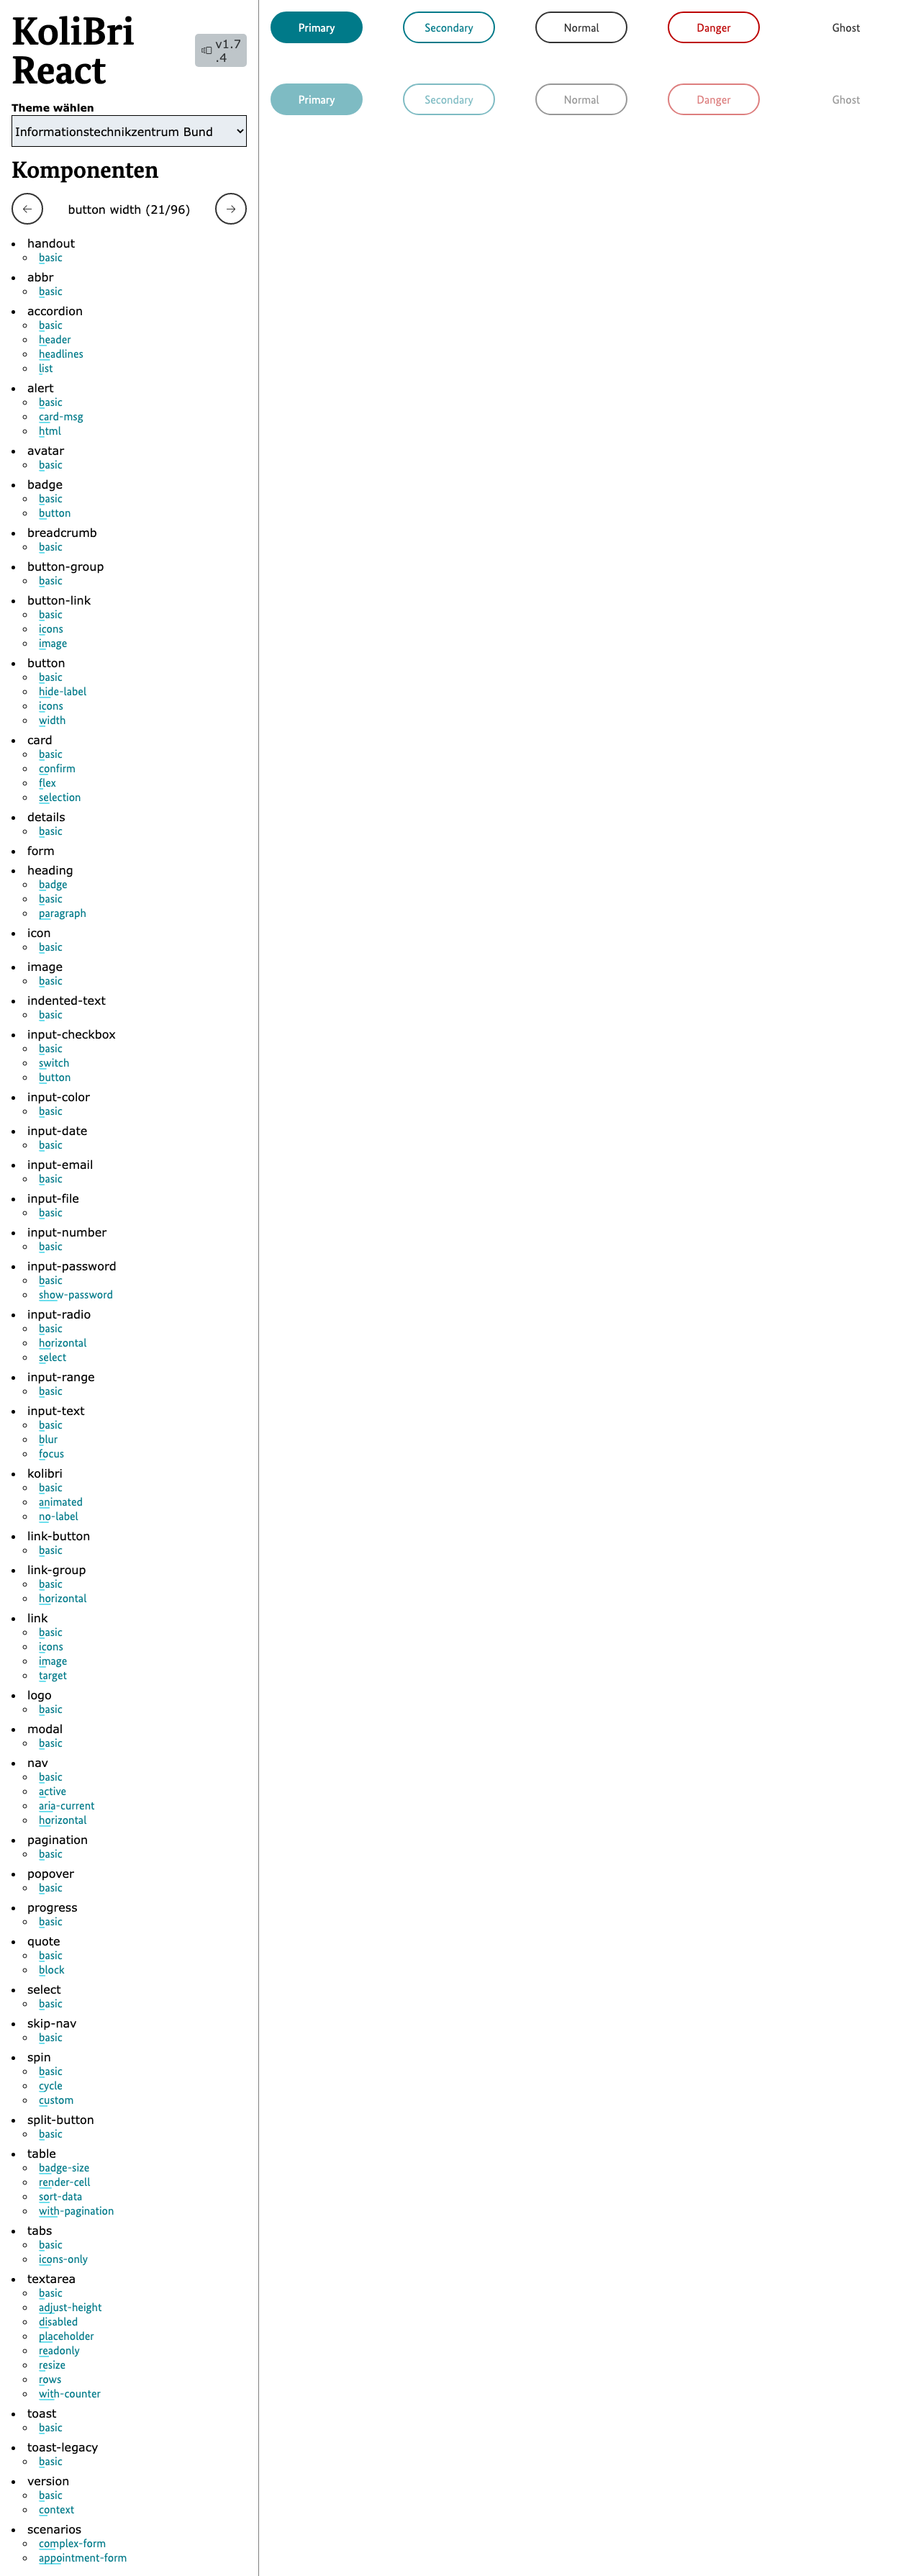 KoliBri
React
v1.7
.4
Theme wählen
Informationstechnikzentrum Bund
Komponenten
button width (21/96)
handout
basic
abbr
basic
accordion
basic
header
headlines
list
alert
basic
card-msg
html
avatar
basic
badge
basic
button
breadcrumb
basic
button-group
basic
button-link
basic
icons
image
button
basic
hide-label
icons
width
card
basic
confirm
flex
selection
details
basic
form
heading
badge
basic
paragraph
icon
basic
image
basic
indented-text
basic
input-checkbox
basic
switch
button
input-color
basic
input-date
basic
input-email
basic
input-file
basic
input-number
basic
input-password
basic
show-password
input-radio
basic
horizontal
select
input-range
basic
input-text
basic
blur
focus
kolibri
basic
animated
no-label
link-button
basic
link-group
basic
horizontal
link
basic
icons
image
target
logo
basic
modal
basic
nav
basic
active
aria-current
horizontal
pagination
basic
popover
basic
progress
basic
quote
basic
block
select
basic
skip-nav
basic
spin
basic
cycle
custom
split-button
basic
table
badge-size
render-cell
sort-data
with-pagination
tabs
basic
icons-only
textarea
basic
adjust-height
disabled
placeholder
readonly
resize
rows
with-counter
toast
basic
toast-legacy
basic
version
basic
context
scenarios
complex-form
appointment-form
Primary Secondary Normal Danger Ghost
Primary Secondary Normal Danger Ghost